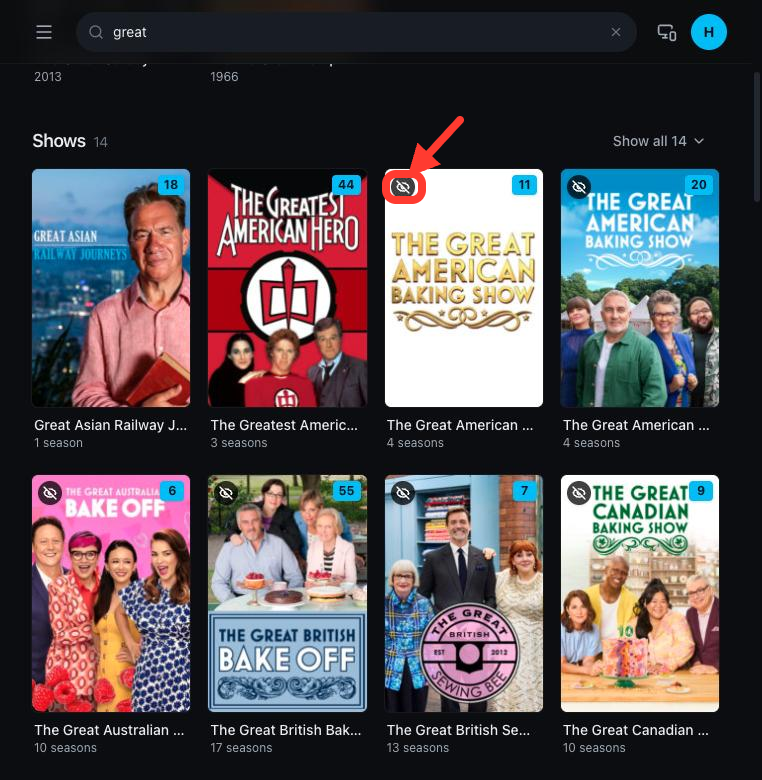 great
H
2013
1966
Shows 14
Show all 14
18
GREAT ASIAN
RAILWAY JOURNEYS
44
THE GREATEST
AMERICAN HERO
11
THE GREAT
AMERICAN
BAKING SHOW
20
THE GREAT
AMERICAN
BAKING SHOW
Great Asian Railway J...
1 season
The Greatest Americ...
3 seasons
The Great American ...
4 seasons
The Great American ...
4 seasons
6
THE GREAT AUSTRALIA
BAKE OFF
55
THE GREAT BRITISH
BAKE OFF
7
THE GREAT
BRITISH
EST 2012
SEWING BEE
9
THE GREAT
CANADIAN
BAKING SHOW
10
The Great Australian ...
10 seasons
The Great British Bak...
17 seasons
The Great British Se...
13 seasons
The Great Canadian ...
10 seasons